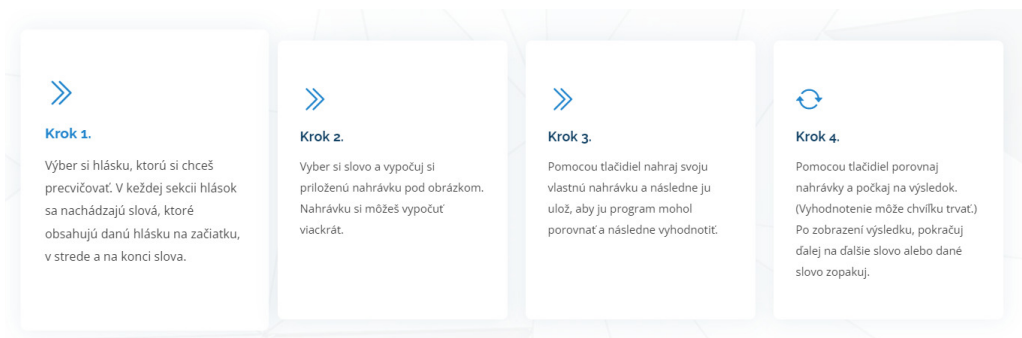 Krok 1.
Výber si hlásku, ktorú si chceš
precvičovať. V keždej sekcii hlások
sa nachádzajú slová, ktoré
obsahujú danú hlásku na začiatku,
v strede a na konci slova.
Krok 2.
Vyber si slovo a vypočuj si
priloženú nahrávku pod obrázkom.
Nahrávku si môžeš vypočuť
viackrát.
Krok 3.
Pomocou tlačidiel nahraj svoju
vlastnú nahrávku a následne ju
ulož, aby ju program mohol
porovnať a následne vyhodnotiť.
Krok 4.
Pomocou tlačidiel porovnaj
nahrávky a počkaj na výsledok.
(Vyhodnotenie môže chvíľku trvať.)
Po zobrazení výsledku, pokračuj
ďalej na ďalšie slovo alebo dané
slovo zopakuj.